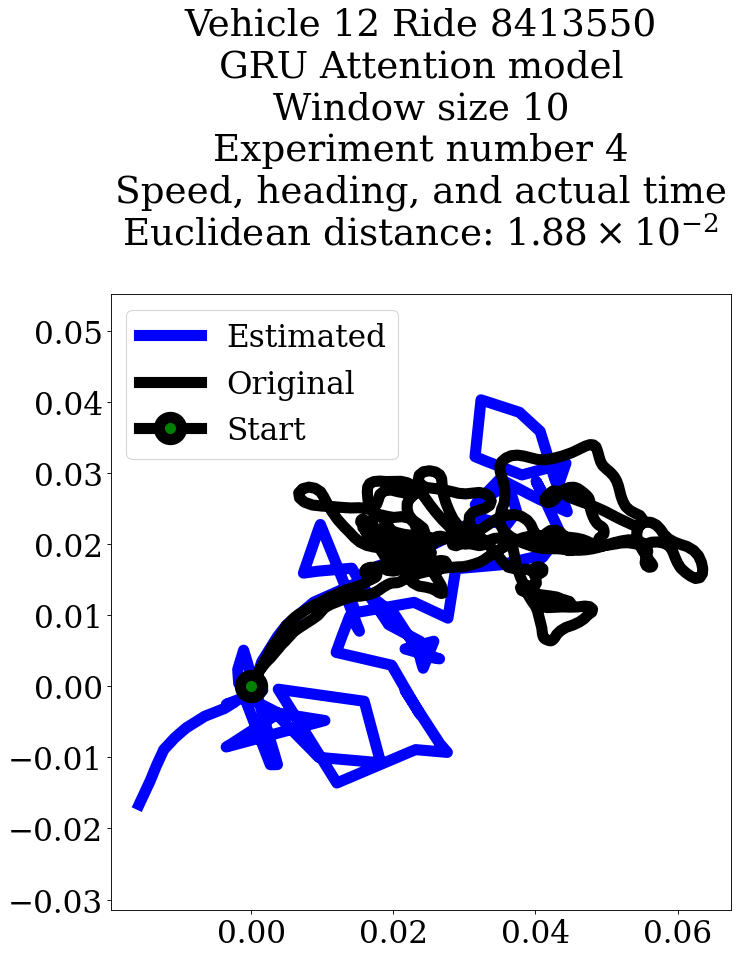 Vehicle 12 Ride 8413550
GRU Attention model
Window size 10
Experiment number 4
Speed, heading, and actual time
Euclidean distance: 1.88 × 10⁻²
Estimated
Original
Start
0.05
0.04
0.03
0.02
0.01
0.00
−0.01
−0.02
−0.03
0.00 0.02 0.04 0.06